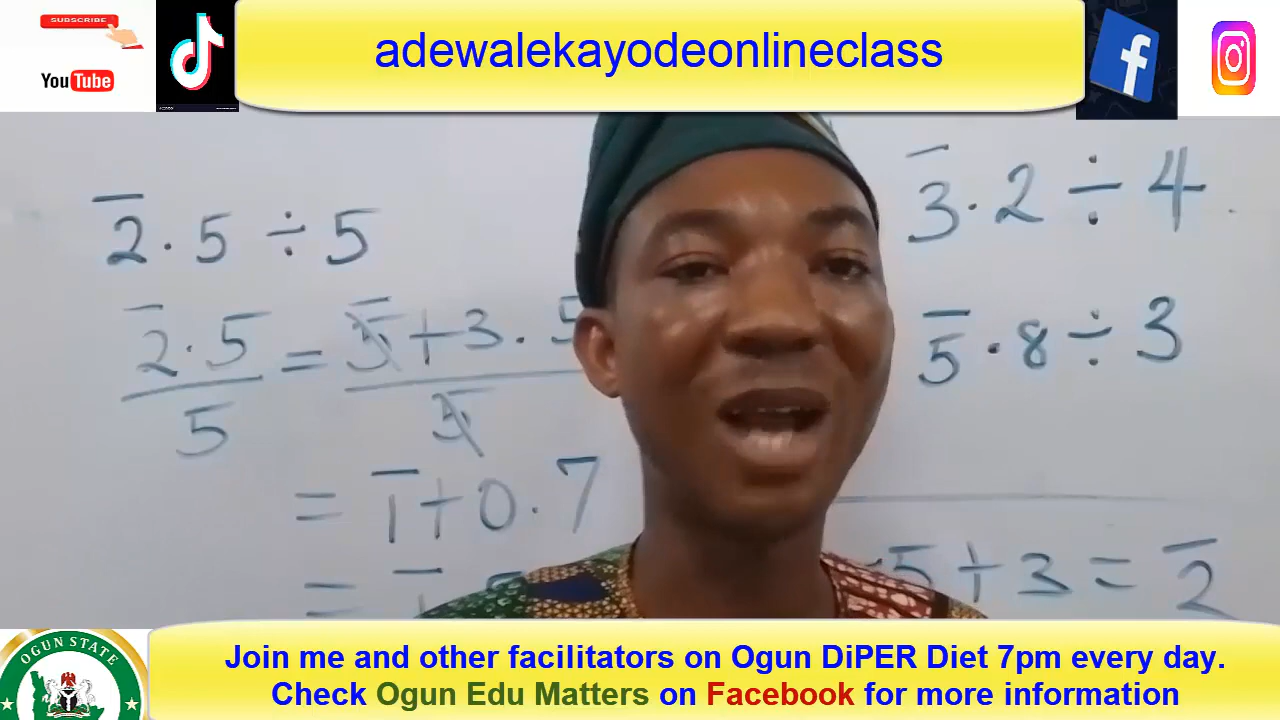 SUBSCRIBE
YouTube
adewalekayodeonlineclass
2̅.5 ÷ 5
2̅.5/5 = 5̅+3.5/5
= 1̅+0.7
= 1̅
3̅.2 ÷ 4
5̅.8 ÷ 3
5+3 = 2̅
OGUN STATE
Join me and other facilitators on Ogun DiPER Diet 7pm every day.
Check Ogun Edu Matters on Facebook for more information